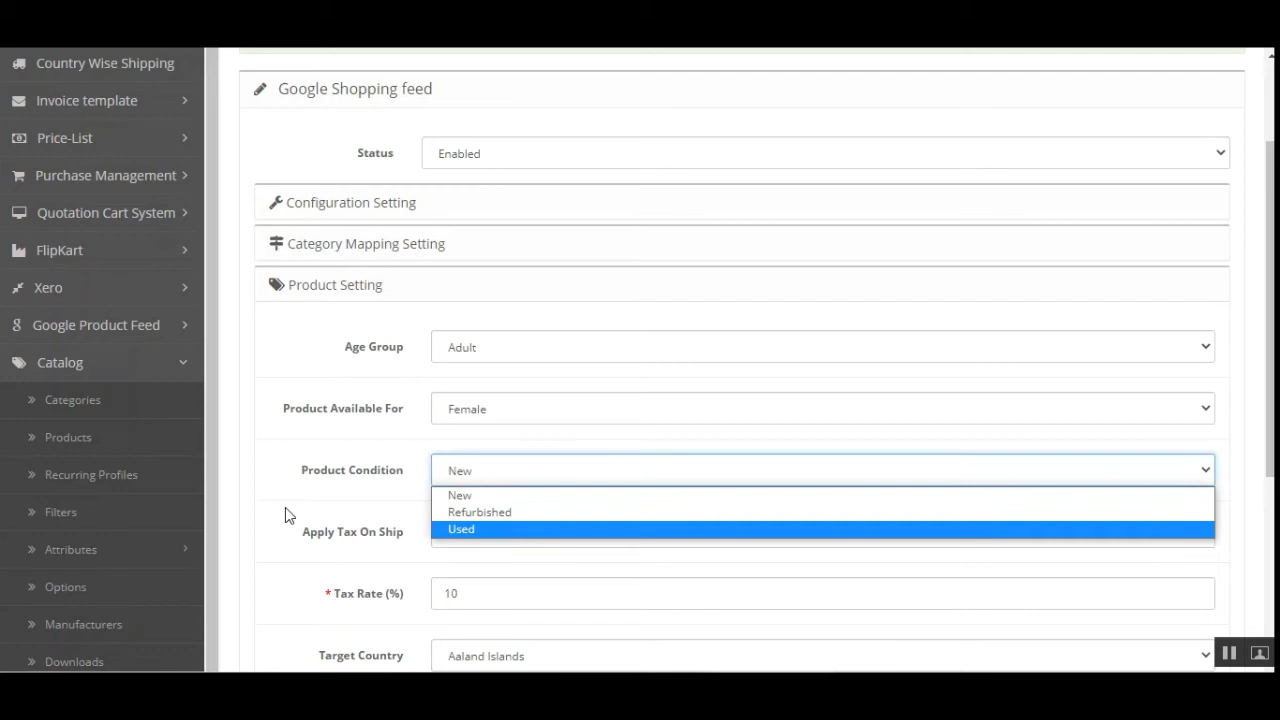 Country Wise Shipping
Invoice template
Price-List
Purchase Management
Quotation Cart System
FlipKart
Xero
Google Product Feed
Catalog
Categories
Products
Recurring Profiles
Filters
Attributes
Options
Manufacturers
Downloads
Google Shopping feed
Status Enabled
Configuration Setting
Category Mapping Setting
Product Setting
Age Group Adult
Product Available For Female
Product Condition New
New
Refurbished
Used
Apply Tax On Ship
* Tax Rate (%) 10
Target Country Aaland Islands